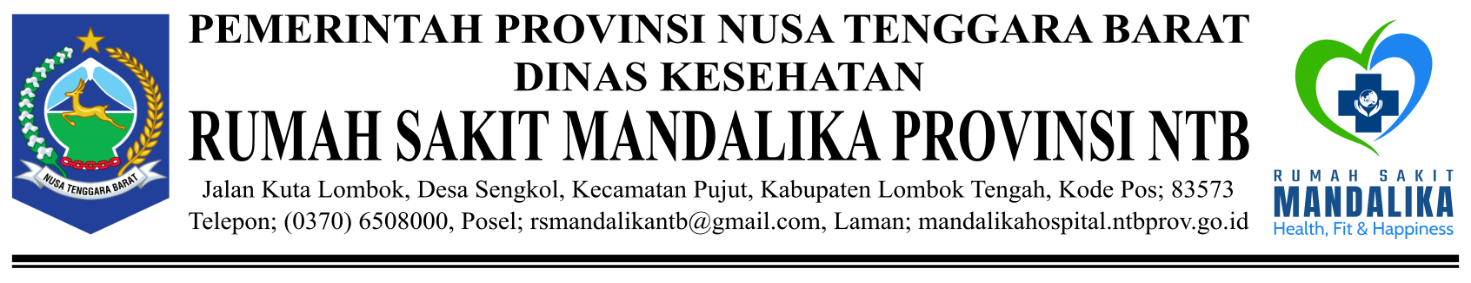 PEMERINTAH PROVINSI NUSA TENGGARA BARAT
DINAS KESEHATAN
RUMAH SAKIT MANDALIKA PROVINSI NTB
Jalan Kuta Lombok, Desa Sengkol, Kecamatan Pujut, Kabupaten Lombok Tengah, Kode Pos; 83573
Telepon; (0370) 6508000, Posel; rsmandalikantb@gmail.com, Laman; mandalikahospital.ntbprov.go.id
NUSA TENGGARA BARAT
RUMAH SAKIT
MANDALIKA
Health, Fit & Happiness